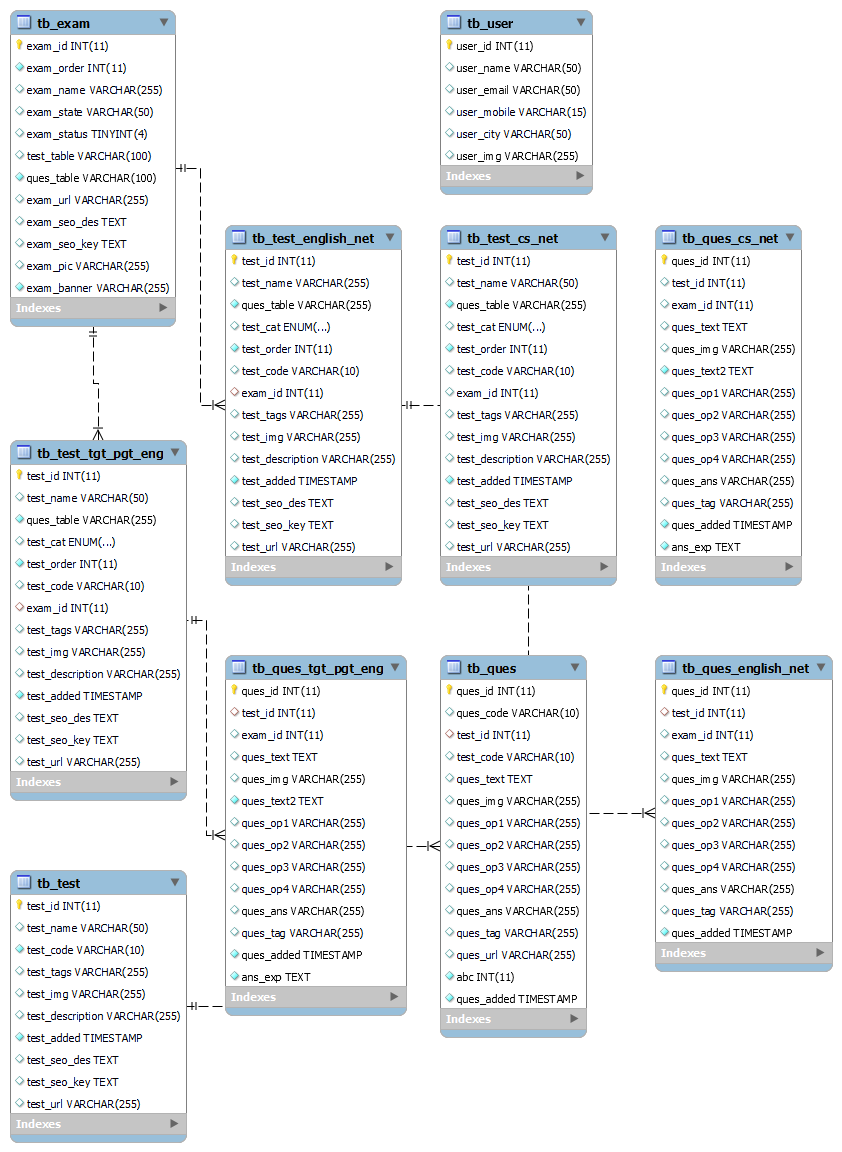 tb_exam
exam_id INT(11)
exam_order INT(11)
exam_name VARCHAR(255)
exam_state VARCHAR(50)
exam_status TINYINT(4)
test_table VARCHAR(100)
ques_table VARCHAR(100)
exam_url VARCHAR(255)
exam_seo_des TEXT
exam_seo_key TEXT
exam_pic VARCHAR(255)
exam_banner VARCHAR(255)
Indexes
tb_user
user_id INT(11)
user_name VARCHAR(50)
user_email VARCHAR(50)
user_mobile VARCHAR(15)
user_city VARCHAR(50)
user_img VARCHAR(255)
Indexes
tb_test_english_net
test_id INT(11)
test_name VARCHAR(255)
ques_table VARCHAR(255)
test_cat ENUM(...)
test_order INT(11)
test_code VARCHAR(10)
exam_id INT(11)
test_tags VARCHAR(255)
test_img VARCHAR(255)
test_description VARCHAR(255)
test_added TIMESTAMP
test_seo_des TEXT
test_seo_key TEXT
test_url VARCHAR(255)
Indexes
tb_test_cs_net
test_id INT(11)
test_name VARCHAR(50)
ques_table VARCHAR(255)
test_cat ENUM(...)
test_order INT(11)
test_code VARCHAR(10)
exam_id INT(11)
test_tags VARCHAR(255)
test_img VARCHAR(255)
test_description VARCHAR(255)
test_added TIMESTAMP
test_seo_des TEXT
test_seo_key TEXT
test_url VARCHAR(255)
Indexes
tb_ques_cs_net
ques_id INT(11)
test_id INT(11)
exam_id INT(11)
ques_text TEXT
ques_img VARCHAR(255)
ques_text2 TEXT
ques_op1 VARCHAR(255)
ques_op2 VARCHAR(255)
ques_op3 VARCHAR(255)
ques_op4 VARCHAR(255)
ques_ans VARCHAR(255)
ques_tag VARCHAR(255)
ques_added TIMESTAMP
ans_exp TEXT
Indexes
tb_test_tgt_pgt_eng
test_id INT(11)
test_name VARCHAR(50)
ques_table VARCHAR(255)
test_cat ENUM(...)
test_order INT(11)
test_code VARCHAR(10)
exam_id INT(11)
test_tags VARCHAR(255)
test_img VARCHAR(255)
test_description VARCHAR(255)
test_added TIMESTAMP
test_seo_des TEXT
test_seo_key TEXT
test_url VARCHAR(255)
Indexes
tb_ques_tgt_pgt_eng
ques_id INT(11)
test_id INT(11)
exam_id INT(11)
ques_text TEXT
ques_img VARCHAR(255)
ques_text2 TEXT
ques_op1 VARCHAR(255)
ques_op2 VARCHAR(255)
ques_op3 VARCHAR(255)
ques_op4 VARCHAR(255)
ques_ans VARCHAR(255)
ques_tag VARCHAR(255)
ques_added TIMESTAMP
ans_exp TEXT
Indexes
tb_ques
ques_id INT(11)
ques_code VARCHAR(10)
test_id INT(11)
test_code VARCHAR(10)
ques_text TEXT
ques_img VARCHAR(255)
ques_op1 VARCHAR(255)
ques_op2 VARCHAR(255)
ques_op3 VARCHAR(255)
ques_op4 VARCHAR(255)
ques_ans VARCHAR(255)
ques_tag VARCHAR(255)
ques_url VARCHAR(255)
abc INT(11)
ques_added TIMESTAMP
Indexes
tb_ques_english_net
ques_id INT(11)
test_id INT(11)
exam_id INT(11)
ques_text TEXT
ques_img VARCHAR(255)
ques_op1 VARCHAR(255)
ques_op2 VARCHAR(255)
ques_op3 VARCHAR(255)
ques_op4 VARCHAR(255)
ques_ans VARCHAR(255)
ques_tag VARCHAR(255)
ques_added TIMESTAMP
Indexes
tb_test
test_id INT(11)
test_name VARCHAR(50)
test_code VARCHAR(10)
test_tags VARCHAR(255)
test_img VARCHAR(255)
test_description VARCHAR(255)
test_added TIMESTAMP
test_seo_des TEXT
test_seo_key TEXT
test_url VARCHAR(255)
Indexes